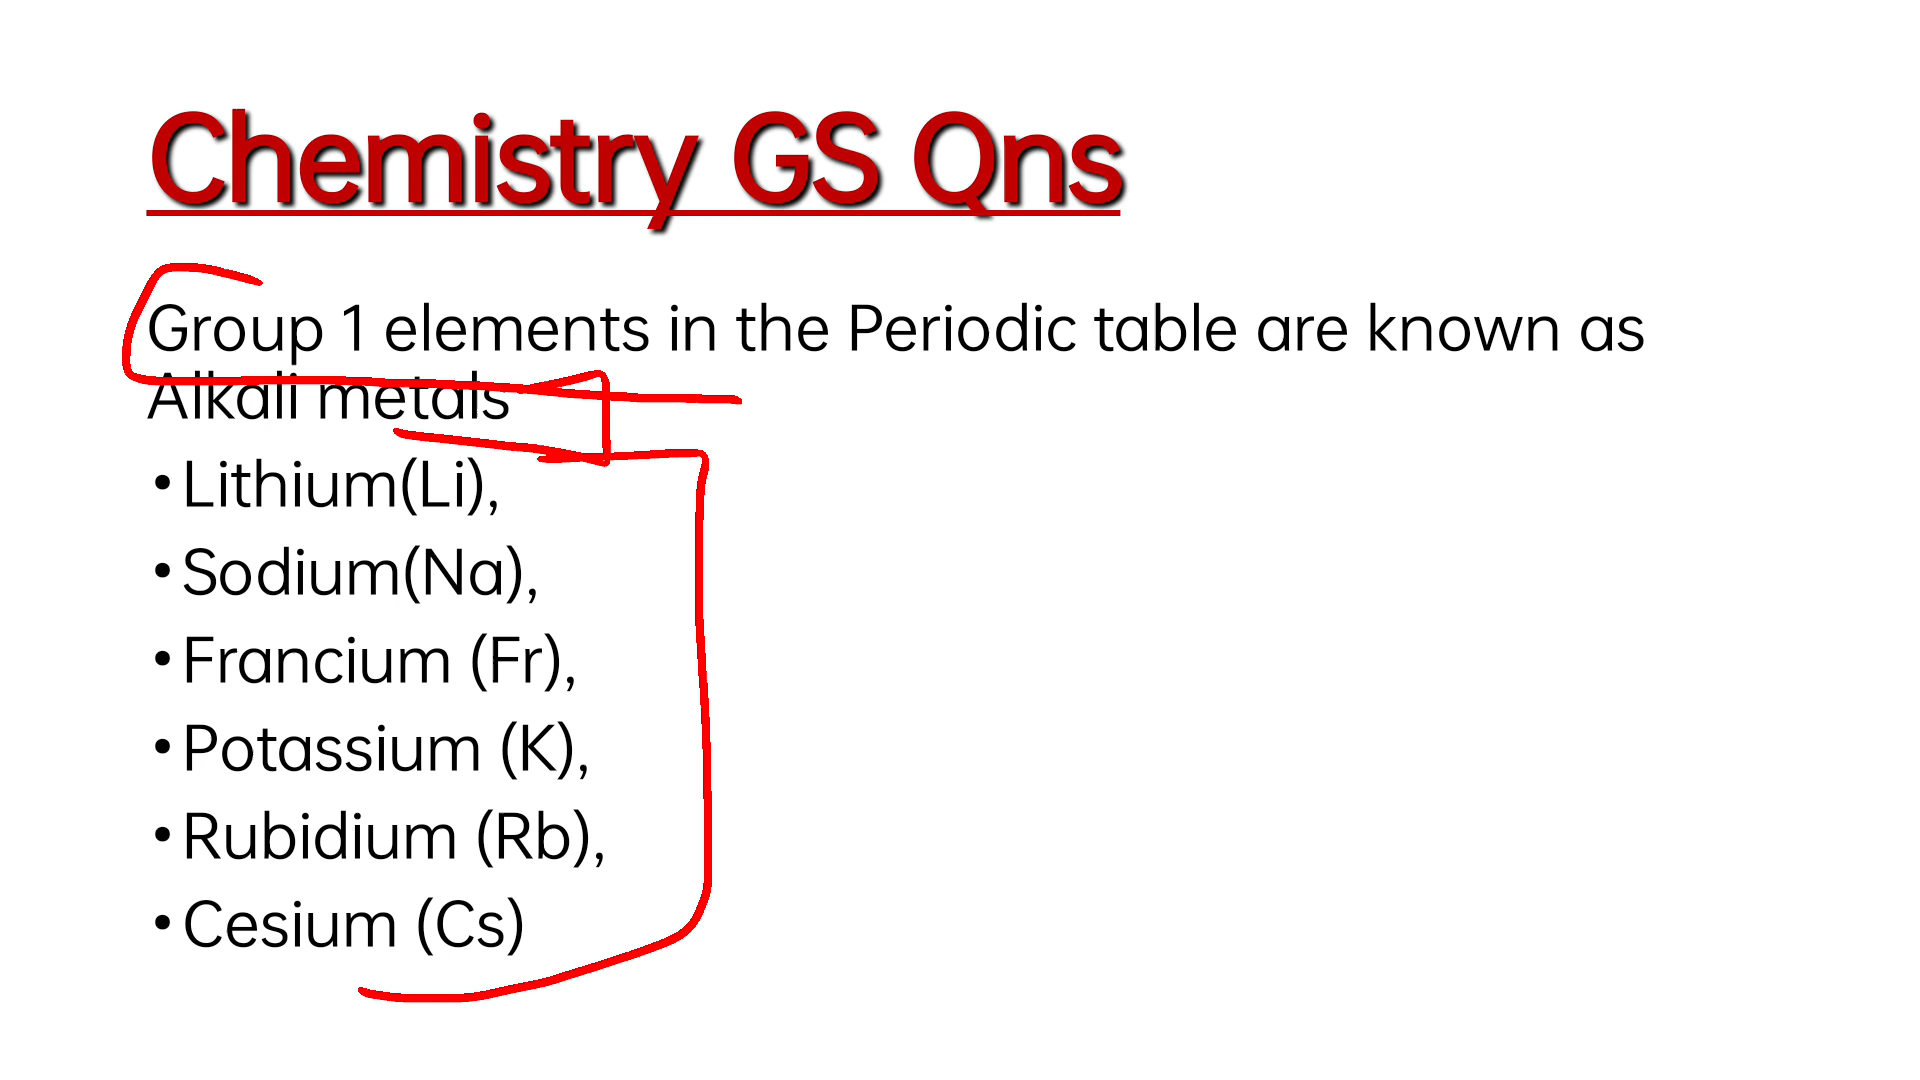 Chemistry GS Qns
Group 1 elements in the Periodic table are known as
Alkali metals
• Lithium(Li),
• Sodium(Na),
• Francium (Fr),
• Potassium (K),
• Rubidium (Rb),
• Cesium (Cs)